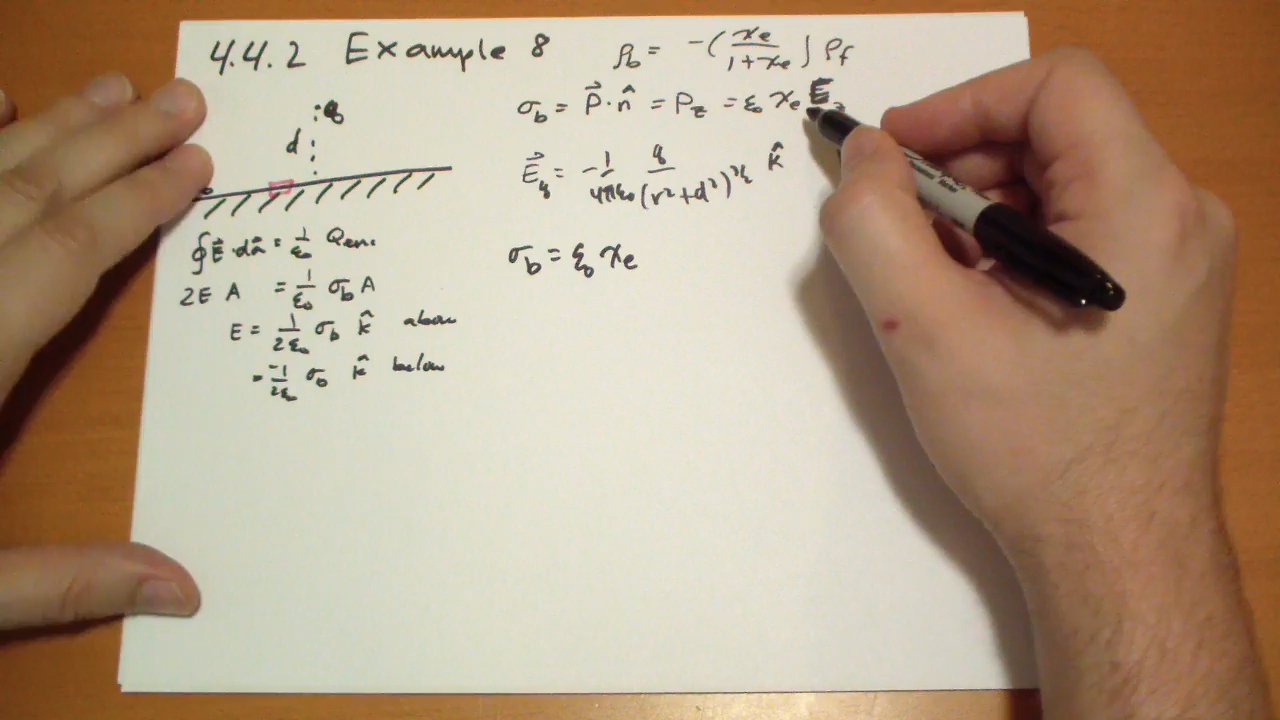 4.4.2 Example 8
ρb = -(χe/1+χe) ρf
σb = P⃗·n̂ = Pz = ε0 χe Ez
q
d
E⃗q = -1/4πε0 q/(r²+d²)^3/2 k̂
∮E⃗·da⃗ = 1/ε0 Qenc
σb = ε0 χe
2E A = 1/ε0 σb A
E = 1/2ε0 σb k̂ above
= -1/2ε0 σb k̂ below